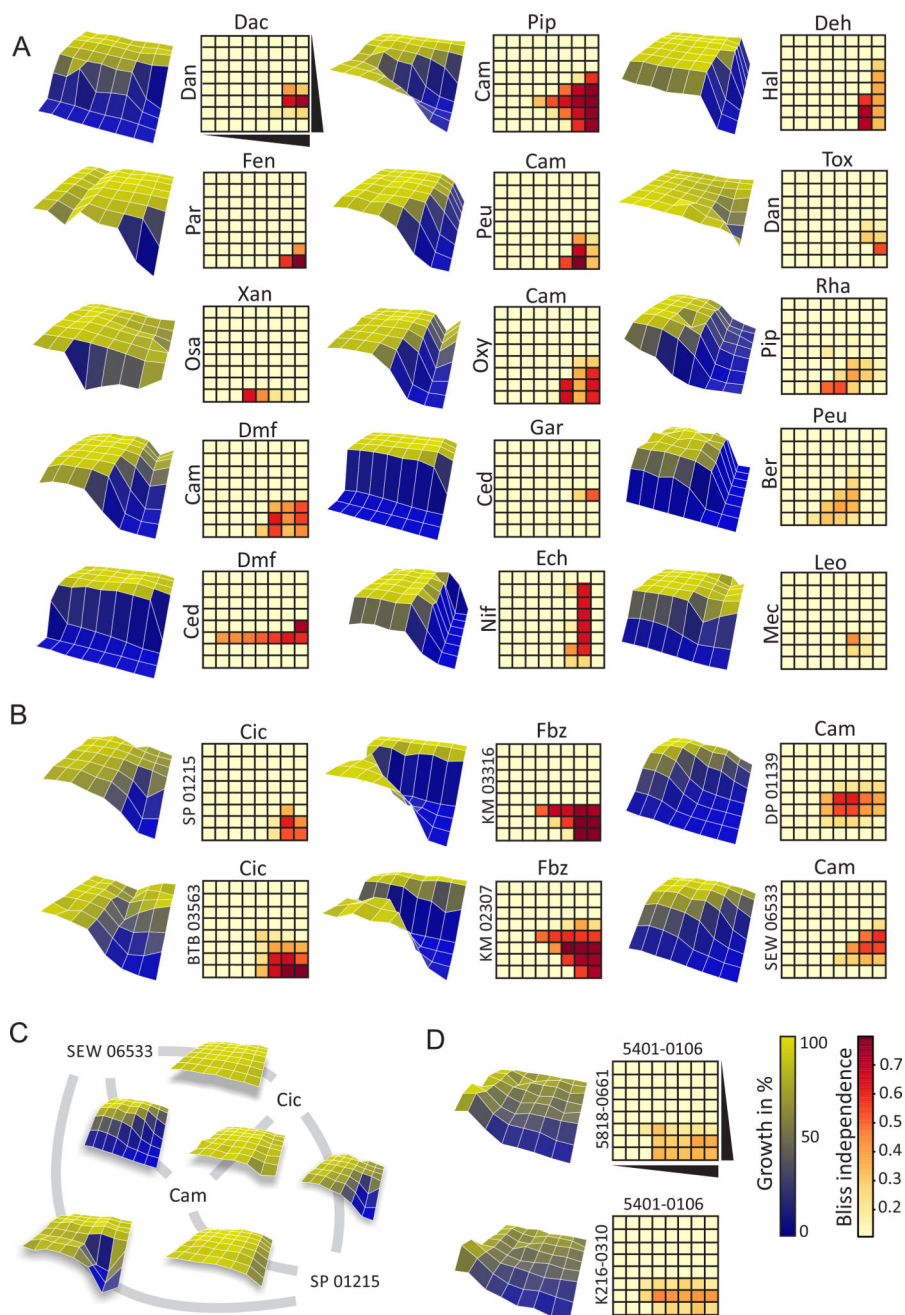 A
Dac
Dan
Pip
Cam
Deh
Hal
Fen
Par
Cam
Peu
Tox
Dan
Xan
Osa
Cam
Oxy
Rha
Pip
Dmf
Cam
Gar
Ced
Peu
Ber
Dmf
Ced
Ech
Nif
Leo
Mec
B
Cic
SP 01215
Fbz
KM 03316
Cam
DP 01139
Cic
BTB 03563
Fbz
KM 02307
Cam
SEW 06533
C
SEW 06533
Cic
Cam
SP 01215
D
5401-0106
5818-0661
5401-0106
K216-0310
Growth in %
100
50
0
Bliss independence
0.7
0.6
0.5
0.4
0.3
0.2